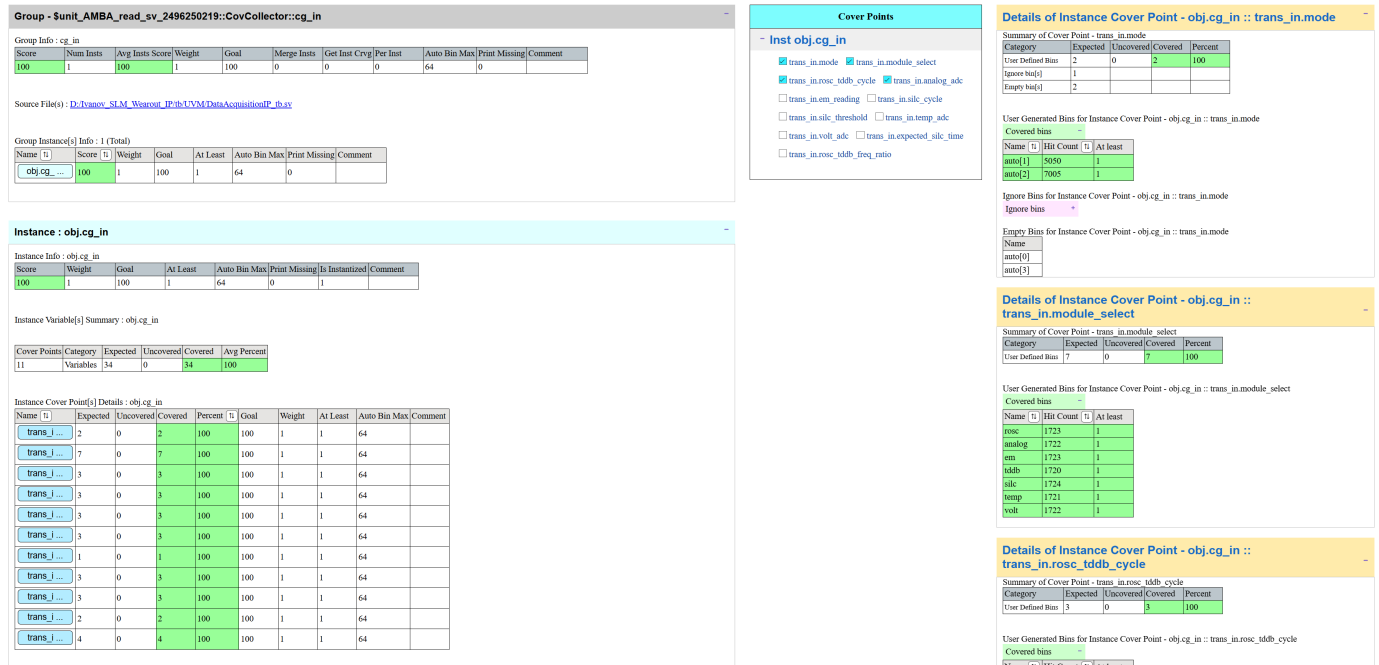 Group - $unit_AMBA_read_sv_2496250219::CovCollector::cg_in
Group Info : cg_in
Score Num Insts Avg Insts Score Weight Goal Merge Insts Get Inst Crvg Per Inst Auto Bin Max Print Missing Comment
100 1 100 1 100 0 0 0 64 0
Source File(s) : D:/Ivanov_SLM_Wearout_IP/tb/UVM/DataAcquisitionIP_tb.sv
Group Instance[s] Info : 1 (Total)
Name Score Weight Goal At Least Auto Bin Max Print Missing Comment
obj.cg_ ... 100 1 100 1 64 0
Instance : obj.cg_in
Instance Info : obj.cg_in
Score Weight Goal At Least Auto Bin Max Print Missing Is Instantized Comment
100 1 100 1 64 0 1
Instance Variable[s] Summary : obj.cg_in
Cover Points Category Expected Uncovered Covered Avg Percent
11 Variables 34 0 34 100
Instance Cover Point[s] Details : obj.cg_in
Name Expected Uncovered Covered Percent Goal Weight At Least Auto Bin Max Comment
trans_i ... 2 0 2 100 100 1 1 64
trans_i ... 7 0 7 100 100 1 1 64
trans_i ... 3 0 3 100 100 1 1 64
trans_i ... 3 0 3 100 100 1 1 64
trans_i ... 3 0 3 100 100 1 1 64
trans_i ... 3 0 3 100 100 1 1 64
trans_i ... 1 0 1 100 100 1 1 64
trans_i ... 3 0 3 100 100 1 1 64
trans_i ... 3 0 3 100 100 1 1 64
trans_i ... 2 0 2 100 100 1 1 64
trans_i ... 4 0 4 100 100 1 1 64
Cover Points
− Inst obj.cg_in
trans_in.mode trans_in.module_select
trans_in.rosc_tddb_cycle trans_in.analog_adc
trans_in.em_reading trans_in.silc_cycle
trans_in.silc_threshold trans_in.temp_adc
trans_in.volt_adc trans_in.expected_silc_time
trans_in.rosc_tddb_freq_ratio
Details of Instance Cover Point - obj.cg_in :: trans_in.mode
Summary of Cover Point - trans_in.mode
Category Expected Uncovered Covered Percent
User Defined Bins 2 0 2 100
Ignore bin[s] 1
Empty bin[s] 2
User Generated Bins for Instance Cover Point - obj.cg_in :: trans_in.mode
Covered bins −
Name Hit Count At least
auto[1] 5050 1
auto[2] 7005 1
Ignore Bins for Instance Cover Point - obj.cg_in :: trans_in.mode
Ignore bins +
Empty Bins for Instance Cover Point - obj.cg_in :: trans_in.mode
Name
auto[0]
auto[3]
Details of Instance Cover Point - obj.cg_in ::
trans_in.module_select
Summary of Cover Point - trans_in.module_select
Category Expected Uncovered Covered Percent
User Defined Bins 7 0 7 100
User Generated Bins for Instance Cover Point - obj.cg_in :: trans_in.module_select
Covered bins −
Name Hit Count At least
rosc 1723 1
analog 1722 1
em 1723 1
tddb 1720 1
silc 1724 1
temp 1721 1
volt 1722 1
Details of Instance Cover Point - obj.cg_in ::
trans_in.rosc_tddb_cycle
Summary of Cover Point - trans_in.rosc_tddb_cycle
Category Expected Uncovered Covered Percent
User Defined Bins 3 0 3 100
User Generated Bins for Instance Cover Point - obj.cg_in :: trans_in.rosc_tddb_cycle
Covered bins −